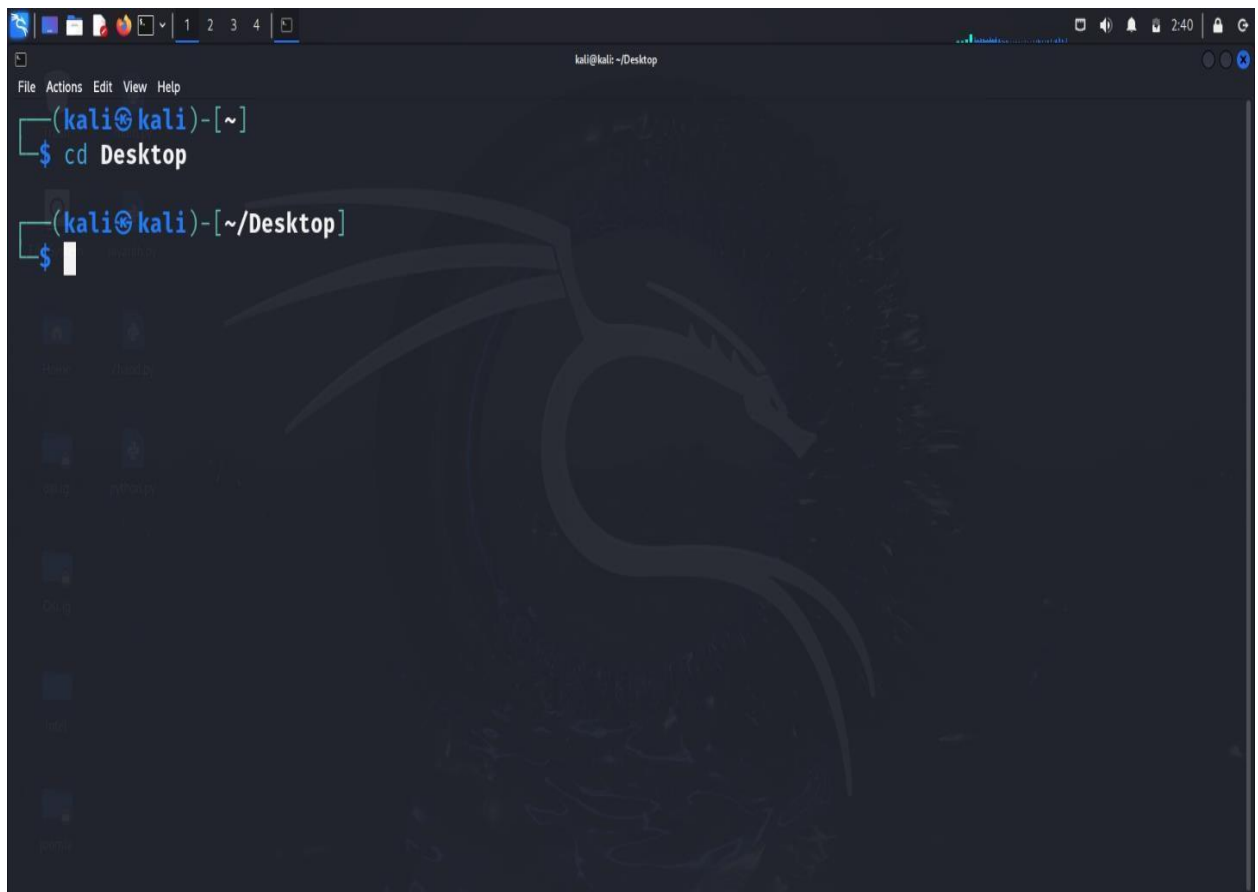 1 2 3 4
2:40
kali@kali: ~/Desktop
File Actions Edit View Help
┌──(kali㉿kali)-[~]
└─$ cd Desktop
┌──(kali㉿kali)-[~/Desktop]
└─$
Home